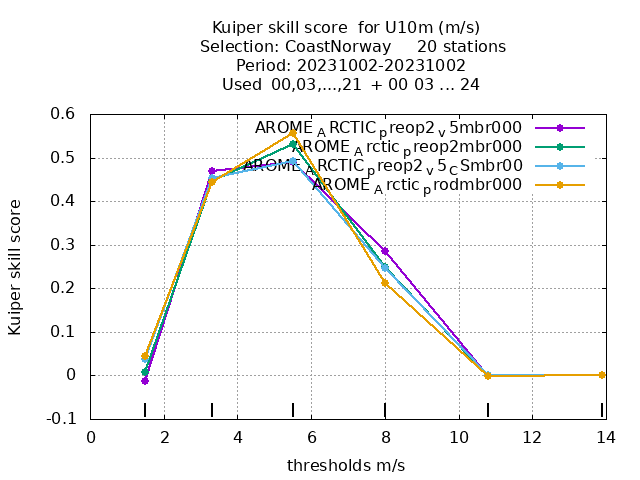 Kuiper skill score for U10m (m/s)
Selection: CoastNorway 20 stations
Period: 20231002-20231002
Used 00,03,...,21 + 00 03 ... 24
AROME_ARCTIC_preop2_v5mbr000
AROME_Arctic_preop2mbr000
AROME_ARCTIC_preop2_v5_CSmbr00
AROME_Arctic_prodmbr000
Kuiper skill score
0.6
0.5
0.4
0.3
0.2
0.1
0
-0.1
0 2 4 6 8 10 12 14
thresholds m/s